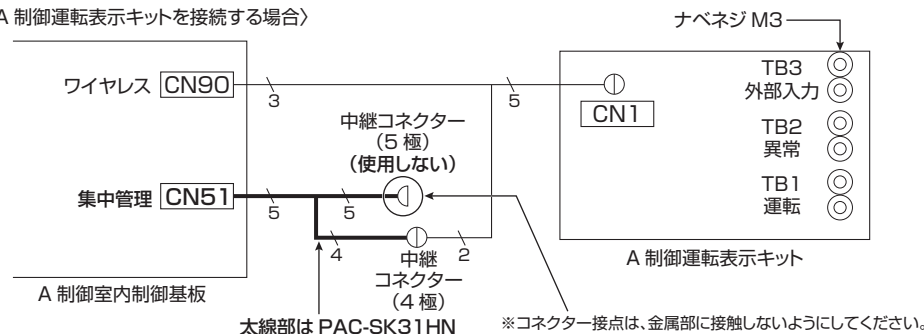 A 制御運転表示キットを接続する場合〉
ナベネジ M3
ワイヤレス CN90
3
5
CN1
TB3
外部入力
TB2
異常
TB1
運転
中継コネクター
(5 極)
(使用しない)
集中管理 CN51
5
5
4
2
中継
コネクター
(4 極)
A 制御運転表示キット
A 制御室内制御基板
太線部は PAC-SK31HN
※コネクター接点は、金属部に接触しないようにしてください。